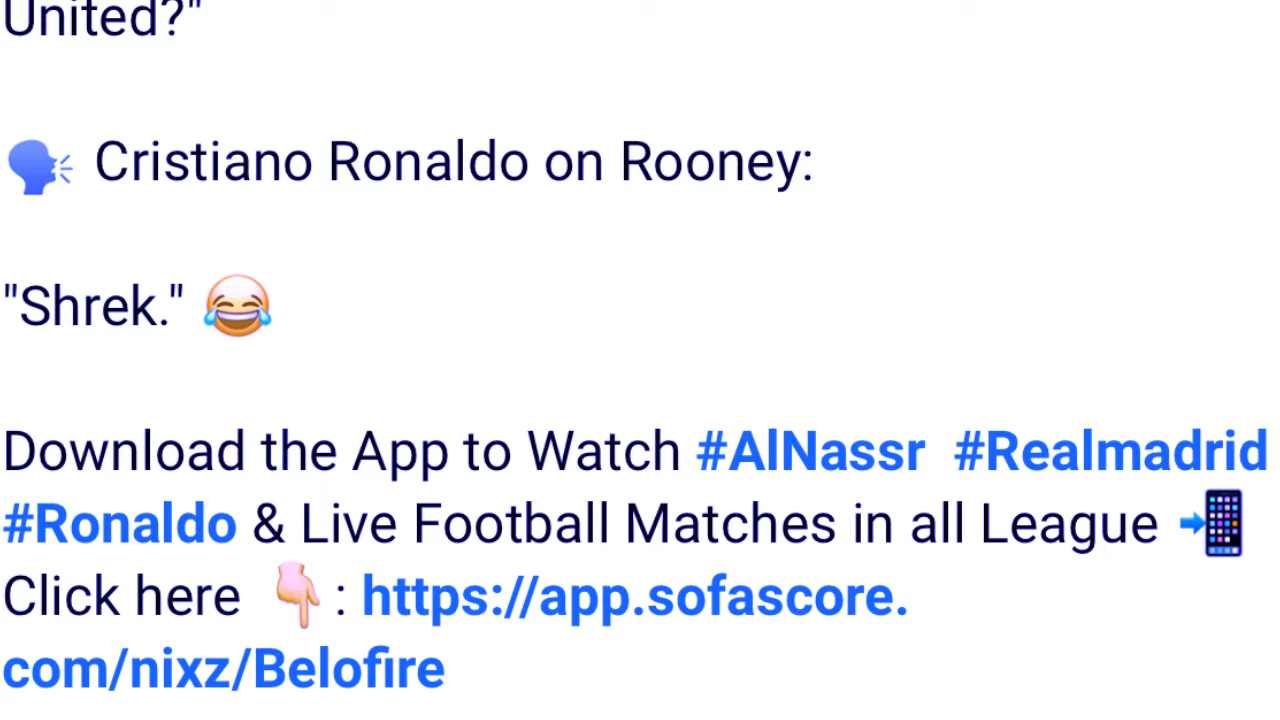 United?"
🗣️ Cristiano Ronaldo on Rooney:
"Shrek." 😂
Download the App to Watch #AlNassr #Realmadrid
#Ronaldo & Live Football Matches in all League 📲
Click here 👇🏻 : https://app.sofascore.
com/nixz/Belofire